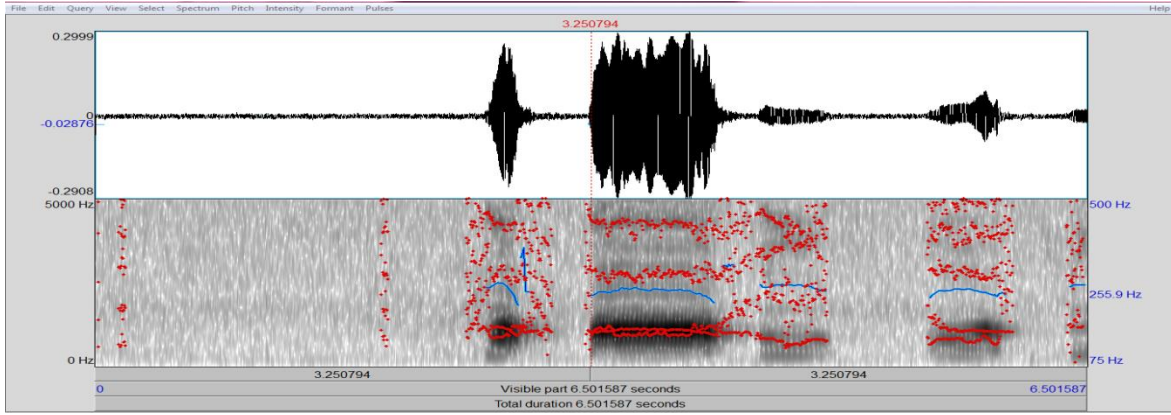 File Edit Query View Select Spectrum Pitch Intensity Formant Pulses Help
3.250794
0.2999
0
-0.02876
-0.2908
5000 Hz 500 Hz
255.9 Hz
0 Hz 75 Hz
3.250794 3.250794
0 Visible part 6.501587 seconds 6.501587
Total duration 6.501587 seconds